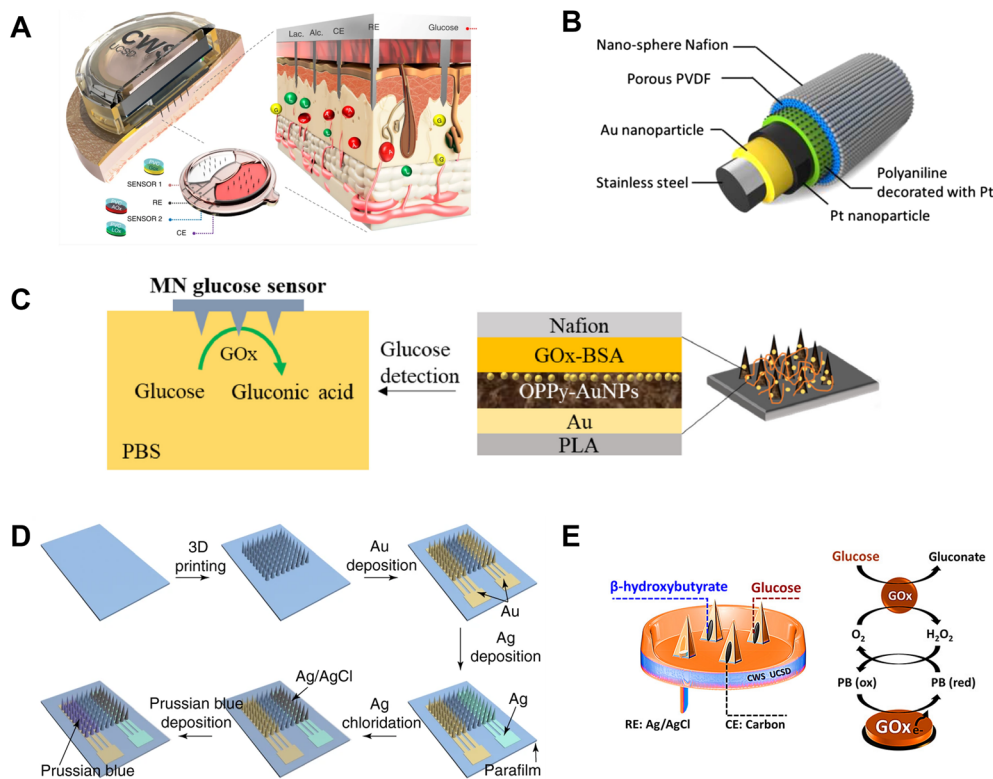 A
CWS
UCSD
Lac.
Alc.
CE
RE
Glucose
SENSOR 1
RE
SENSOR 2
CE
AOx
LOx
G
G
G
G
B
Nano-sphere Nafion
Porous PVDF
Au nanoparticle
Stainless steel
Polyaniline
decorated with Pt
Pt nanoparticle
C
MN glucose sensor
GOx
Glucose
Gluconic acid
PBS
Glucose
detection
Nafion
GOx-BSA
OPPy-AuNPs
Au
PLA
D
3D
printing
Au
deposition
Au
Ag
deposition
Ag
Parafilm
Ag
chloridation
Ag/AgCl
Prussian blue
deposition
Prussian blue
E
β-hydroxybutyrate
Glucose
CWS UCSD
RE: Ag/AgCl
CE: Carbon
Glucose
Gluconate
GOx
O2
H2O2
PB (ox)
PB (red)
GOx
e-